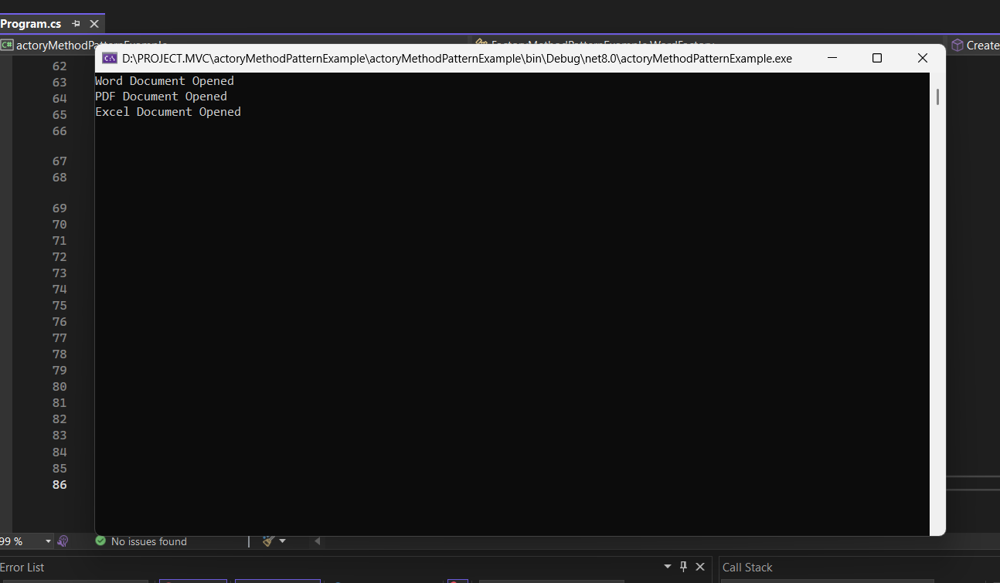 Program.cs
C# actoryMethodPatternExample
FactoryMethodPatternExample.WordFactory
Create
D:\PROJECT.MVC\actoryMethodPatternExample\actoryMethodPatternExample\bin\Debug\net8.0\actoryMethodPatternExample.exe
Word Document Opened
PDF Document Opened
Excel Document Opened
62
63
64
65
66
67
68
69
70
71
72
73
74
75
76
77
78
79
80
81
82
83
84
85
86
99 %
No issues found
Error List
Call Stack